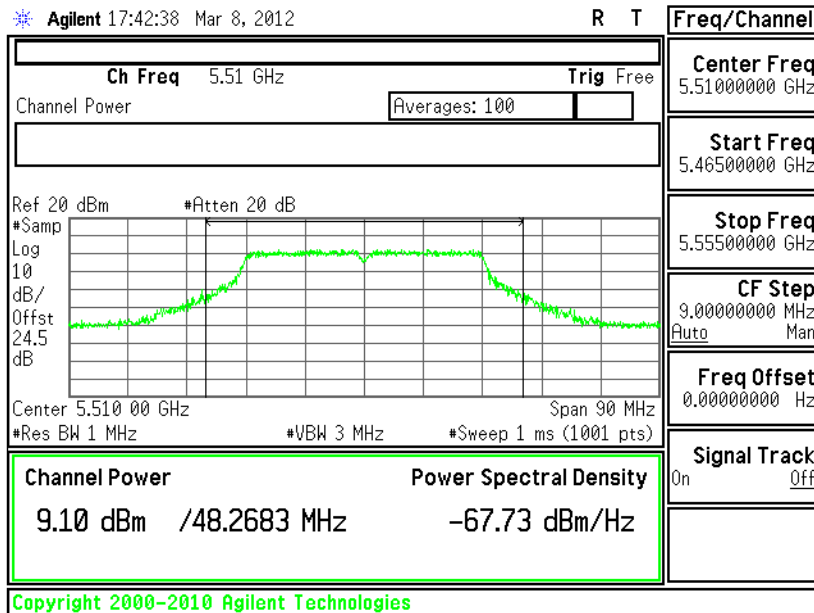 Agilent 17:42:38 Mar 8, 2012 R T
Ch Freq 5.51 GHz Trig Free
Channel Power Averages: 100
Ref 20 dBm #Atten 20 dB
#Samp
Log
10
dB/
Offst
24.5
dB
Center 5.510 00 GHz Span 90 MHz
#Res BW 1 MHz #VBW 3 MHz #Sweep 1 ms (1001 pts)
Channel Power Power Spectral Density
9.10 dBm /48.2683 MHz -67.73 dBm/Hz
Copyright 2000-2010 Agilent Technologies
Freq/Channel
Center Freq
5.51000000 GHz
Start Freq
5.46500000 GHz
Stop Freq
5.55500000 GHz
CF Step
9.00000000 MHz
Auto Man
Freq Offset
0.00000000 Hz
Signal Track
On Off